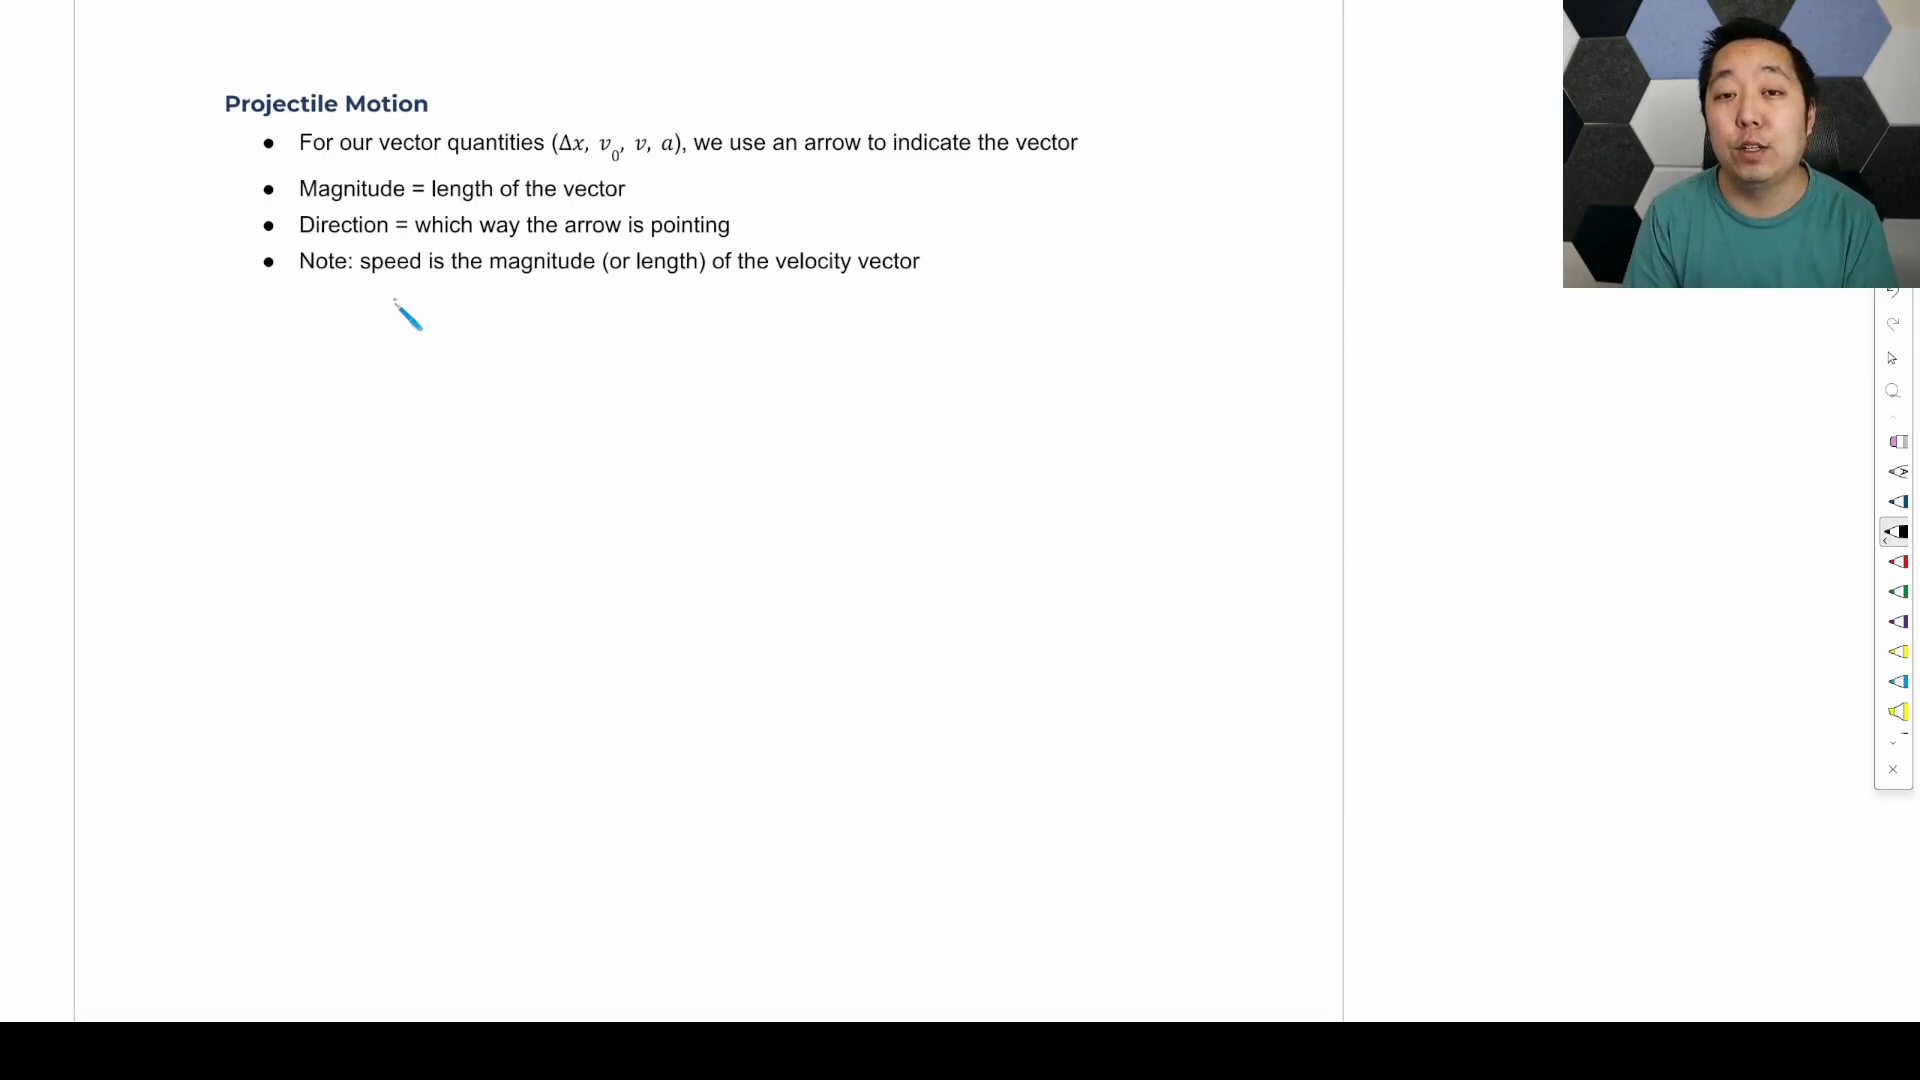 Projectile Motion
● For our vector quantities (Δx, v₀, v, a), we use an arrow to indicate the vector
● Magnitude = length of the vector
● Direction = which way the arrow is pointing
● Note: speed is the magnitude (or length) of the velocity vector